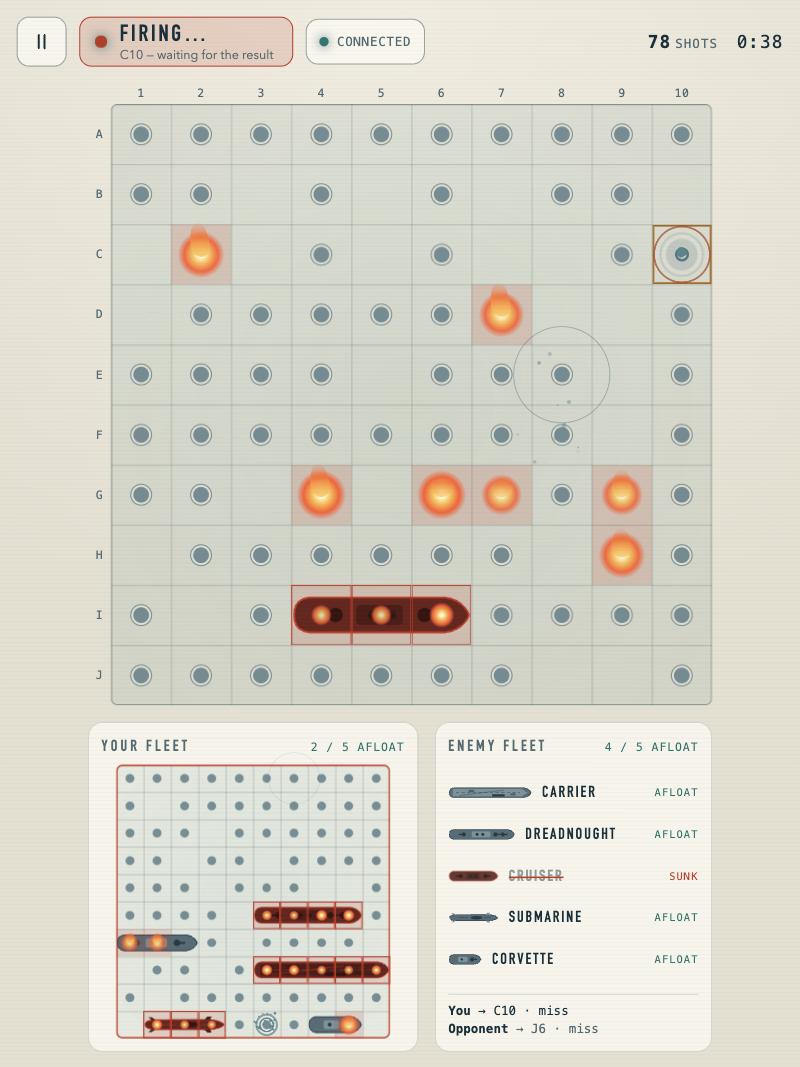 FIRING...
C10 – waiting for the result
CONNECTED
78 SHOTS 0:38
1 2 3 4 5 6 7 8 9 10
A
B
C
D
E
F
G
H
I
J
YOUR FLEET 2 / 5 AFLOAT
ENEMY FLEET 4 / 5 AFLOAT
CARRIER AFLOAT
DREADNOUGHT AFLOAT
CRUISER SUNK
SUBMARINE AFLOAT
CORVETTE AFLOAT
You → C10 · miss
Opponent → J6 · miss